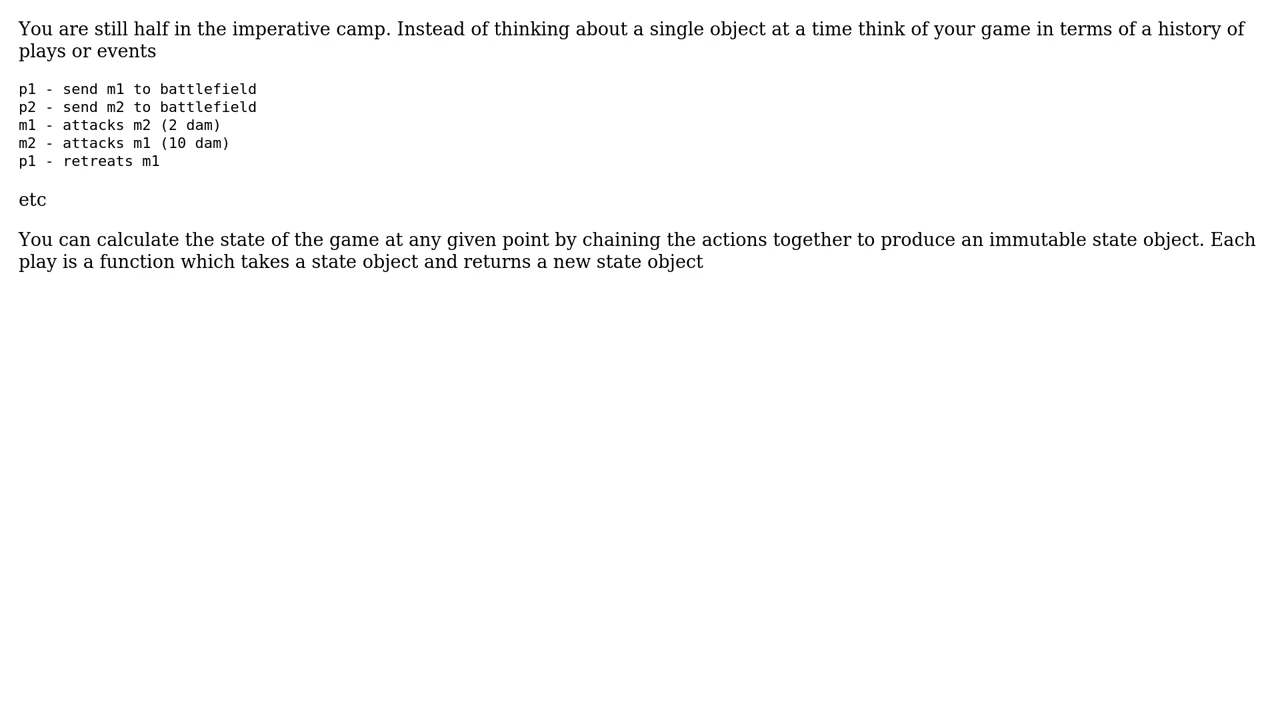 You are still half in the imperative camp. Instead of thinking about a single object at a time think of your game in terms of a history of
plays or events
p1 - send m1 to battlefield
p2 - send m2 to battlefield
m1 - attacks m2 (2 dam)
m2 - attacks m1 (10 dam)
p1 - retreats m1
etc
You can calculate the state of the game at any given point by chaining the actions together to produce an immutable state object. Each
play is a function which takes a state object and returns a new state object